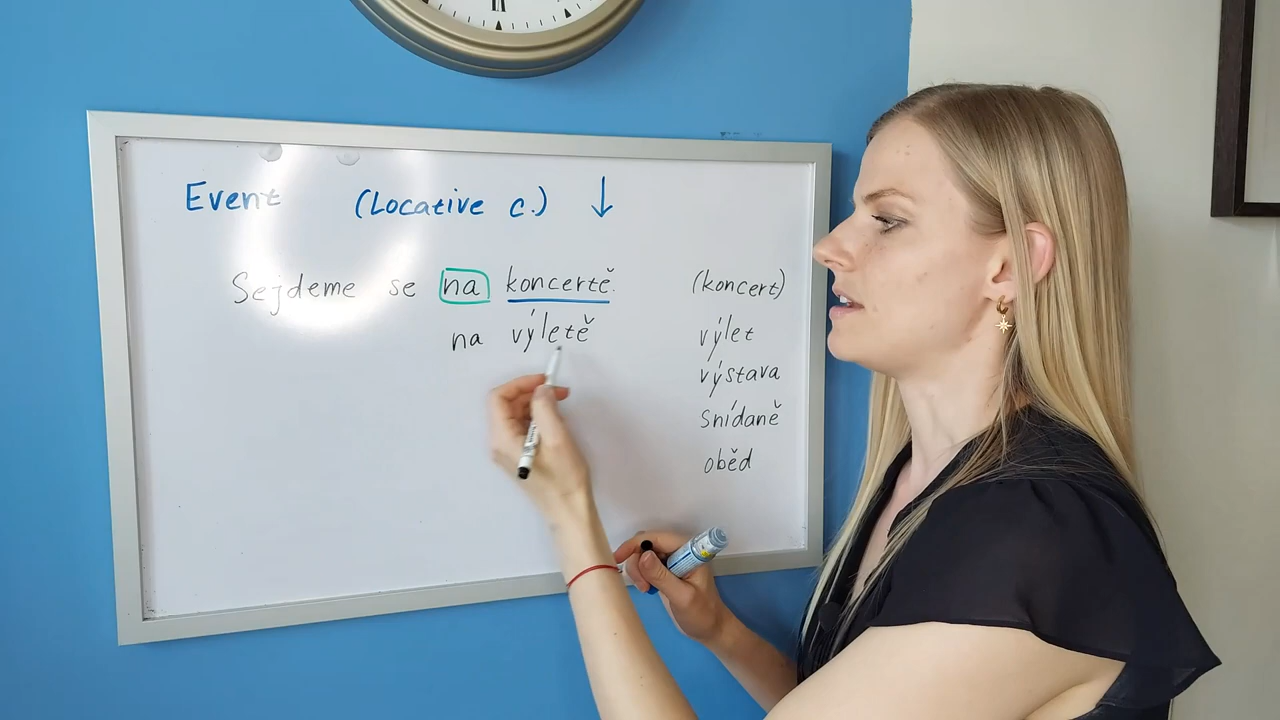 Event (Locative c.) ↓
Sejdeme se na koncertě. (koncert)
na výletě výlet
výstava
snídaně
oběd